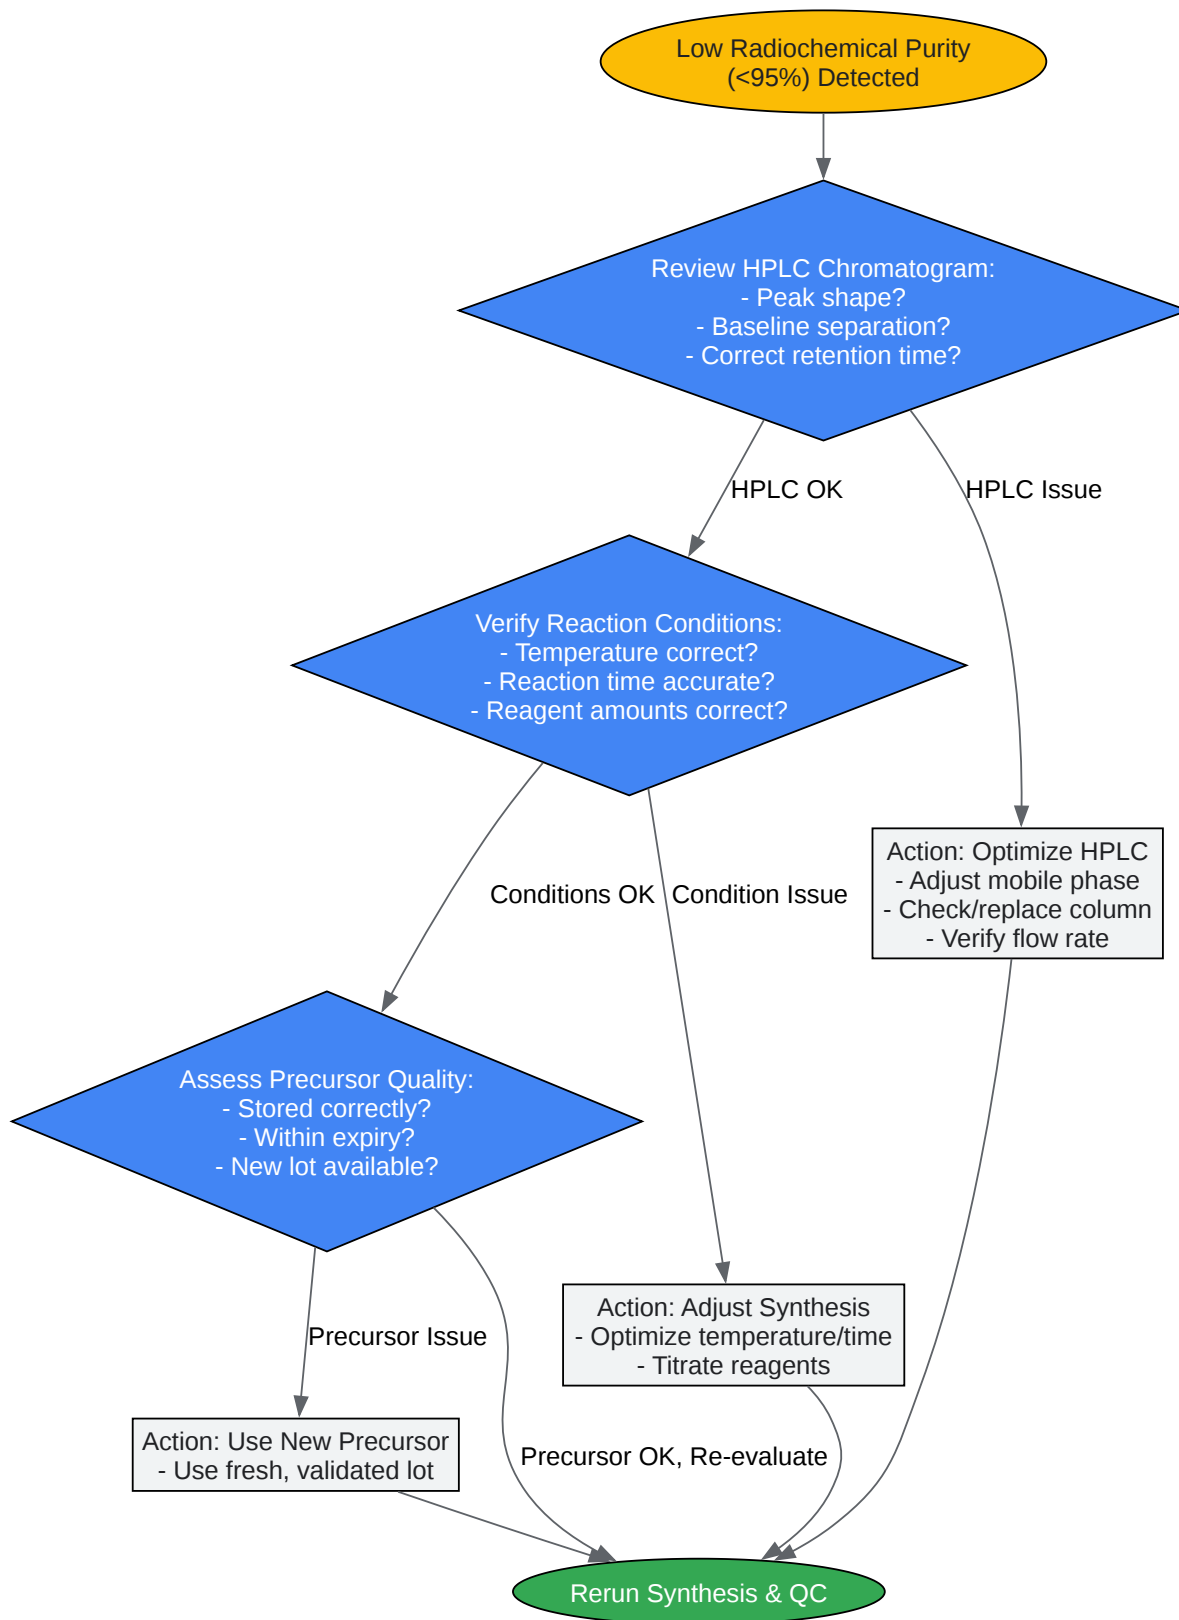 Low Radiochemical Purity
(<95%) Detected
Review HPLC Chromatogram:
- Peak shape?
- Baseline separation?
- Correct retention time?
HPLC OK
HPLC Issue
Verify Reaction Conditions:
- Temperature correct?
- Reaction time accurate?
- Reagent amounts correct?
Action: Optimize HPLC
- Adjust mobile phase
- Check/replace column
- Verify flow rate
Conditions OK
Condition Issue
Assess Precursor Quality:
- Stored correctly?
- Within expiry?
- New lot available?
Action: Adjust Synthesis
- Optimize temperature/time
- Titrate reagents
Precursor Issue
Action: Use New Precursor
- Use fresh, validated lot
Precursor OK, Re-evaluate
Rerun Synthesis & QC